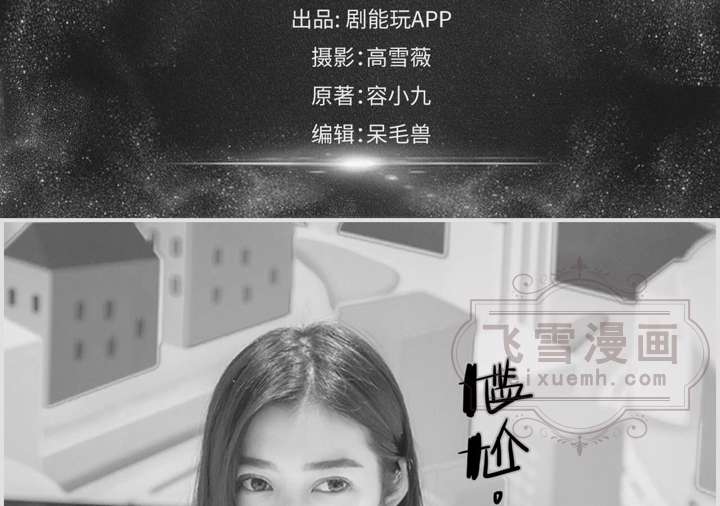 出品: 剧能玩APP
摄影: 高雪薇
原著: 容小九
编辑: 呆毛兽
飞雪漫画
feixuemh.com
尴
尬。